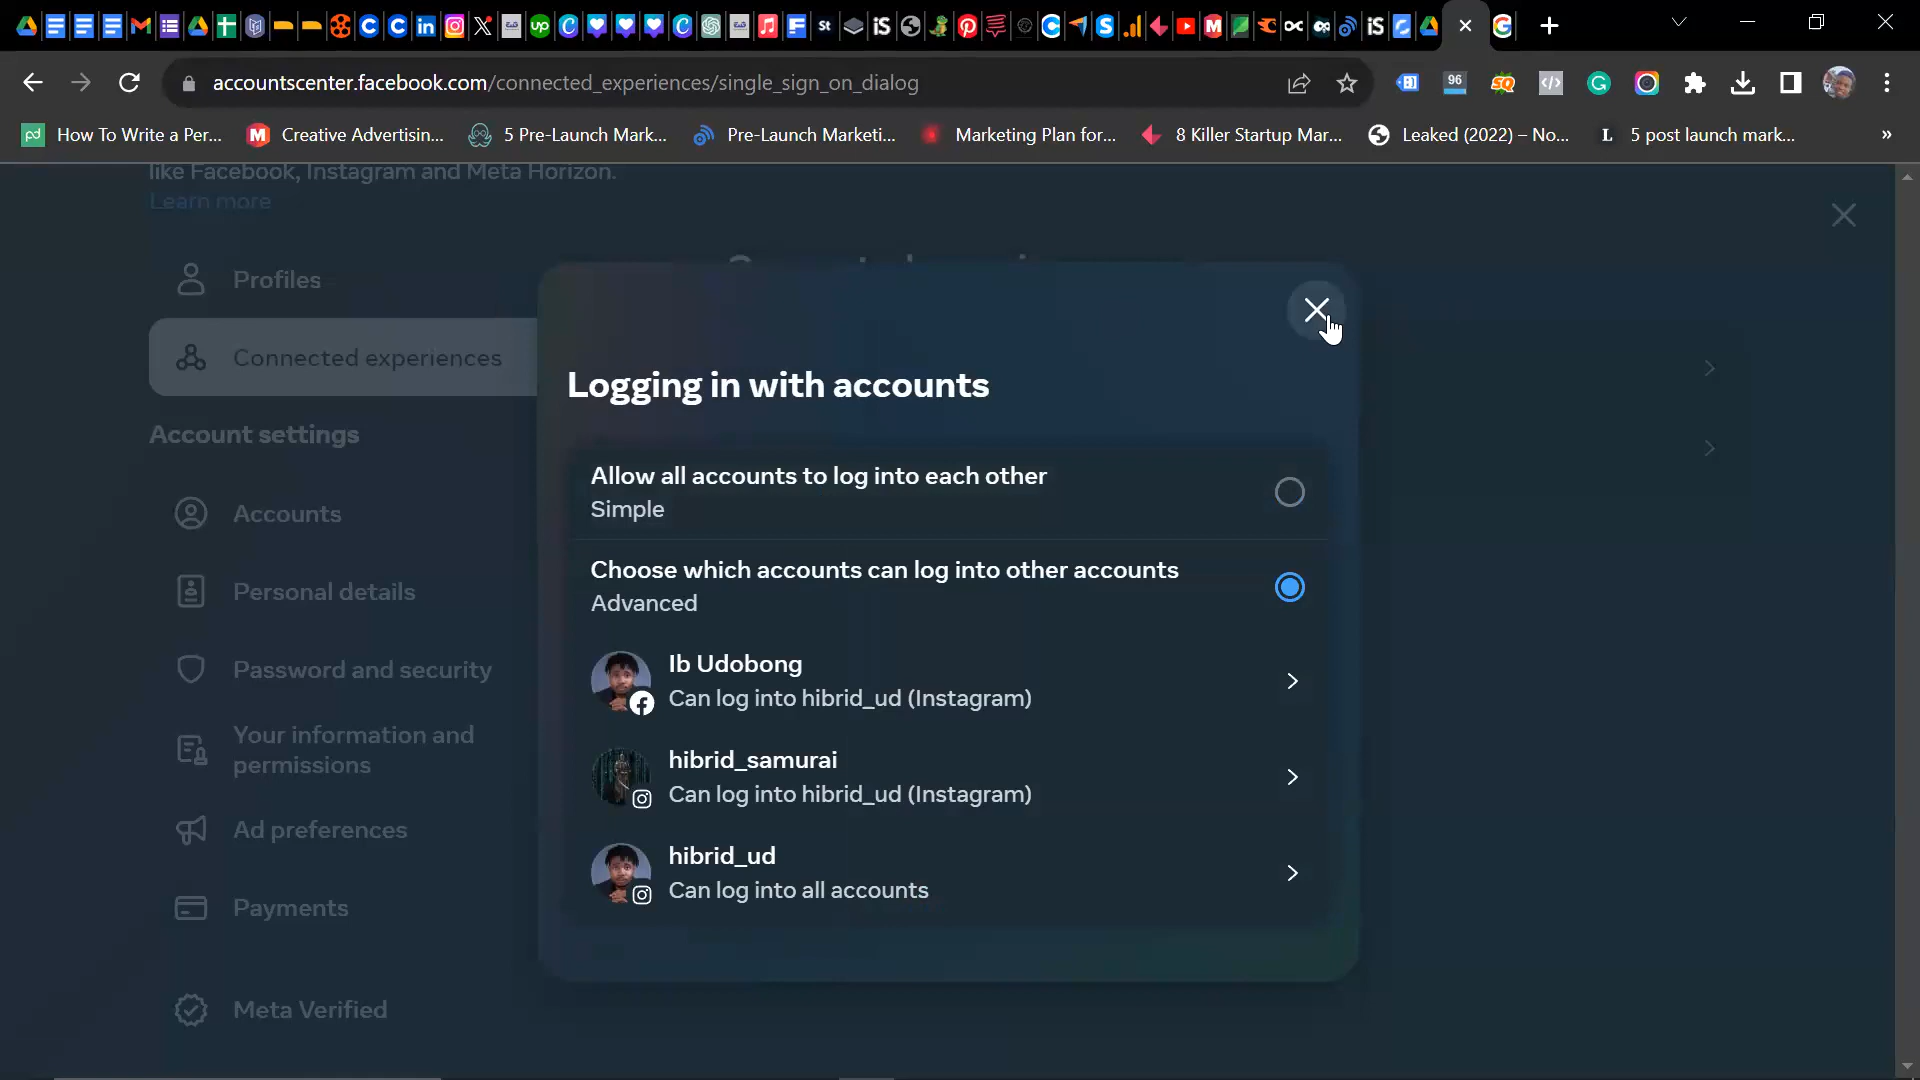 accountscenter.facebook.com/connected_experiences/single_sign_on_dialog
96
How To Write a Per...
Creative Advertisin...
5 Pre-Launch Mark...
Pre-Launch Marketi...
Marketing Plan for...
8 Killer Startup Mar...
Leaked (2022) – No...
5 post launch mark...
like Facebook, Instagram and Meta Horizon.
Learn more
Profiles
Connected experiences
Account settings
Accounts
Personal details
Password and security
Your information and
permissions
Ad preferences
Payments
Meta Verified
Logging in with accounts
Allow all accounts to log into each other
Simple
Choose which accounts can log into other accounts
Advanced
Ib Udobong
Can log into hibrid_ud (Instagram)
hibrid_samurai
Can log into hibrid_ud (Instagram)
hibrid_ud
Can log into all accounts